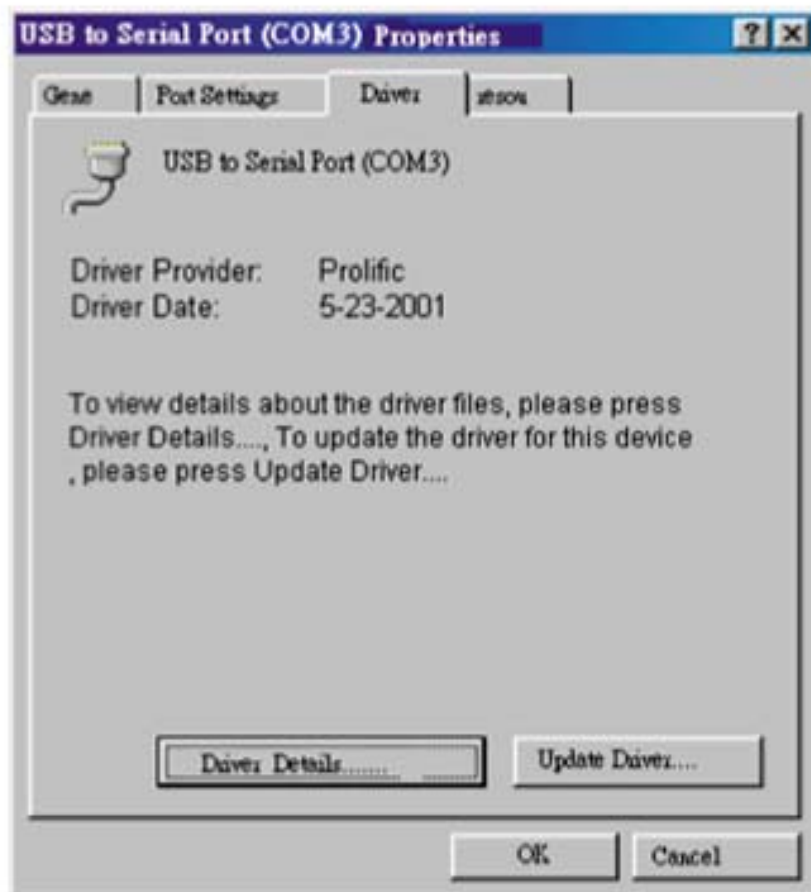 USB to Serial Port (COM3) Properties
? ×
Gene Port Settings Driver resou
USB to Serial Port (COM3)
Driver Provider: Prolific
Driver Date: 5-23-2001
To view details about the driver files, please press
Driver Details...., To update the driver for this device
, please press Update Driver....
Driver Details.......
Update Driver....
OK Cancel